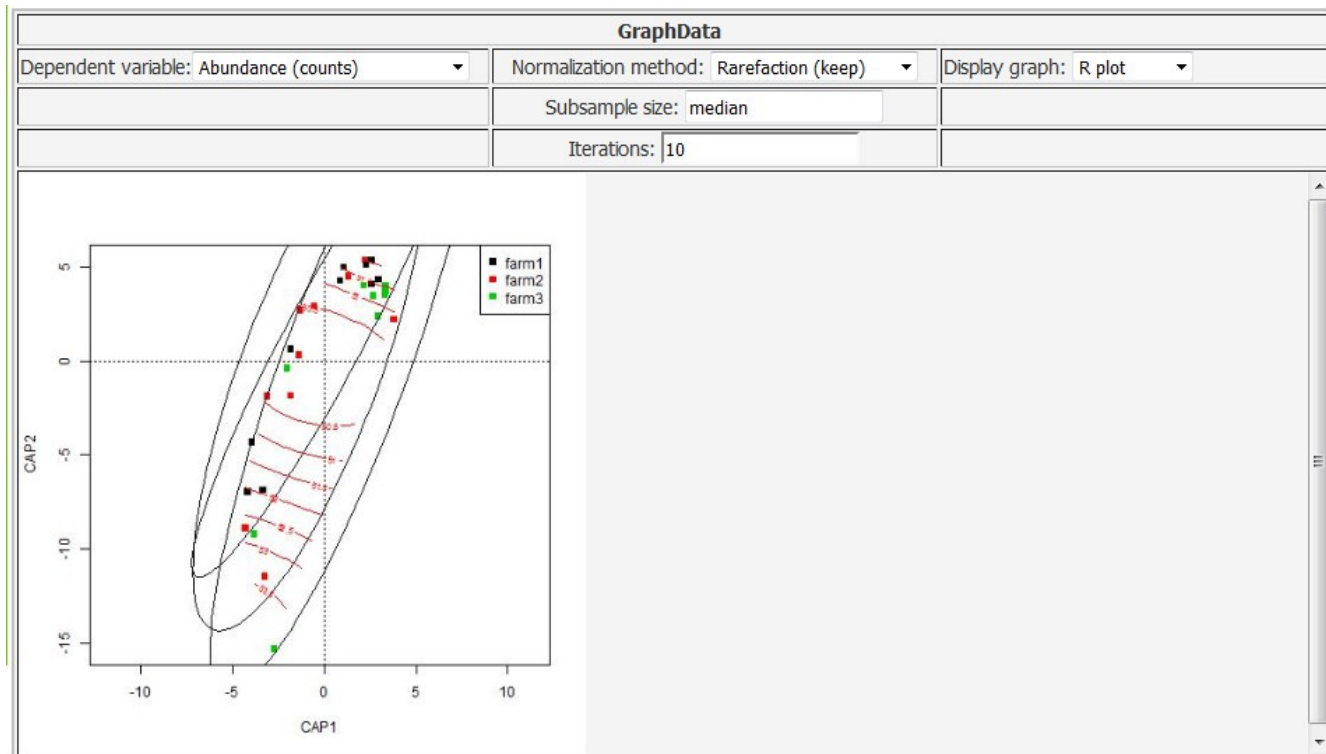 GraphData
Dependent variable: Abundance (counts) Normalization method: Rarefaction (keep) Display graph: R plot
Subsample size: median
Iterations: 10
farm1
farm2
farm3
5
0
-5
-10
-15
CAP2
-10 -5 0 5 10
CAP1